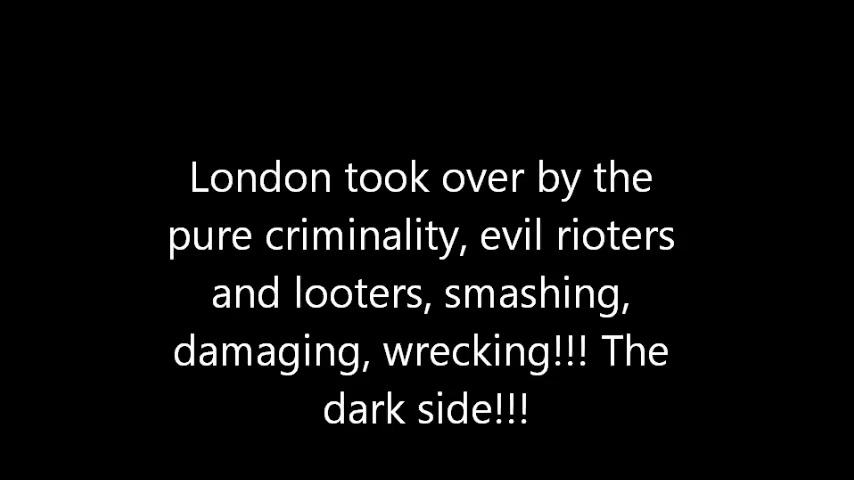 London took over by the
pure criminality, evil rioters
and looters, smashing,
damaging, wrecking!!! The
dark side!!!